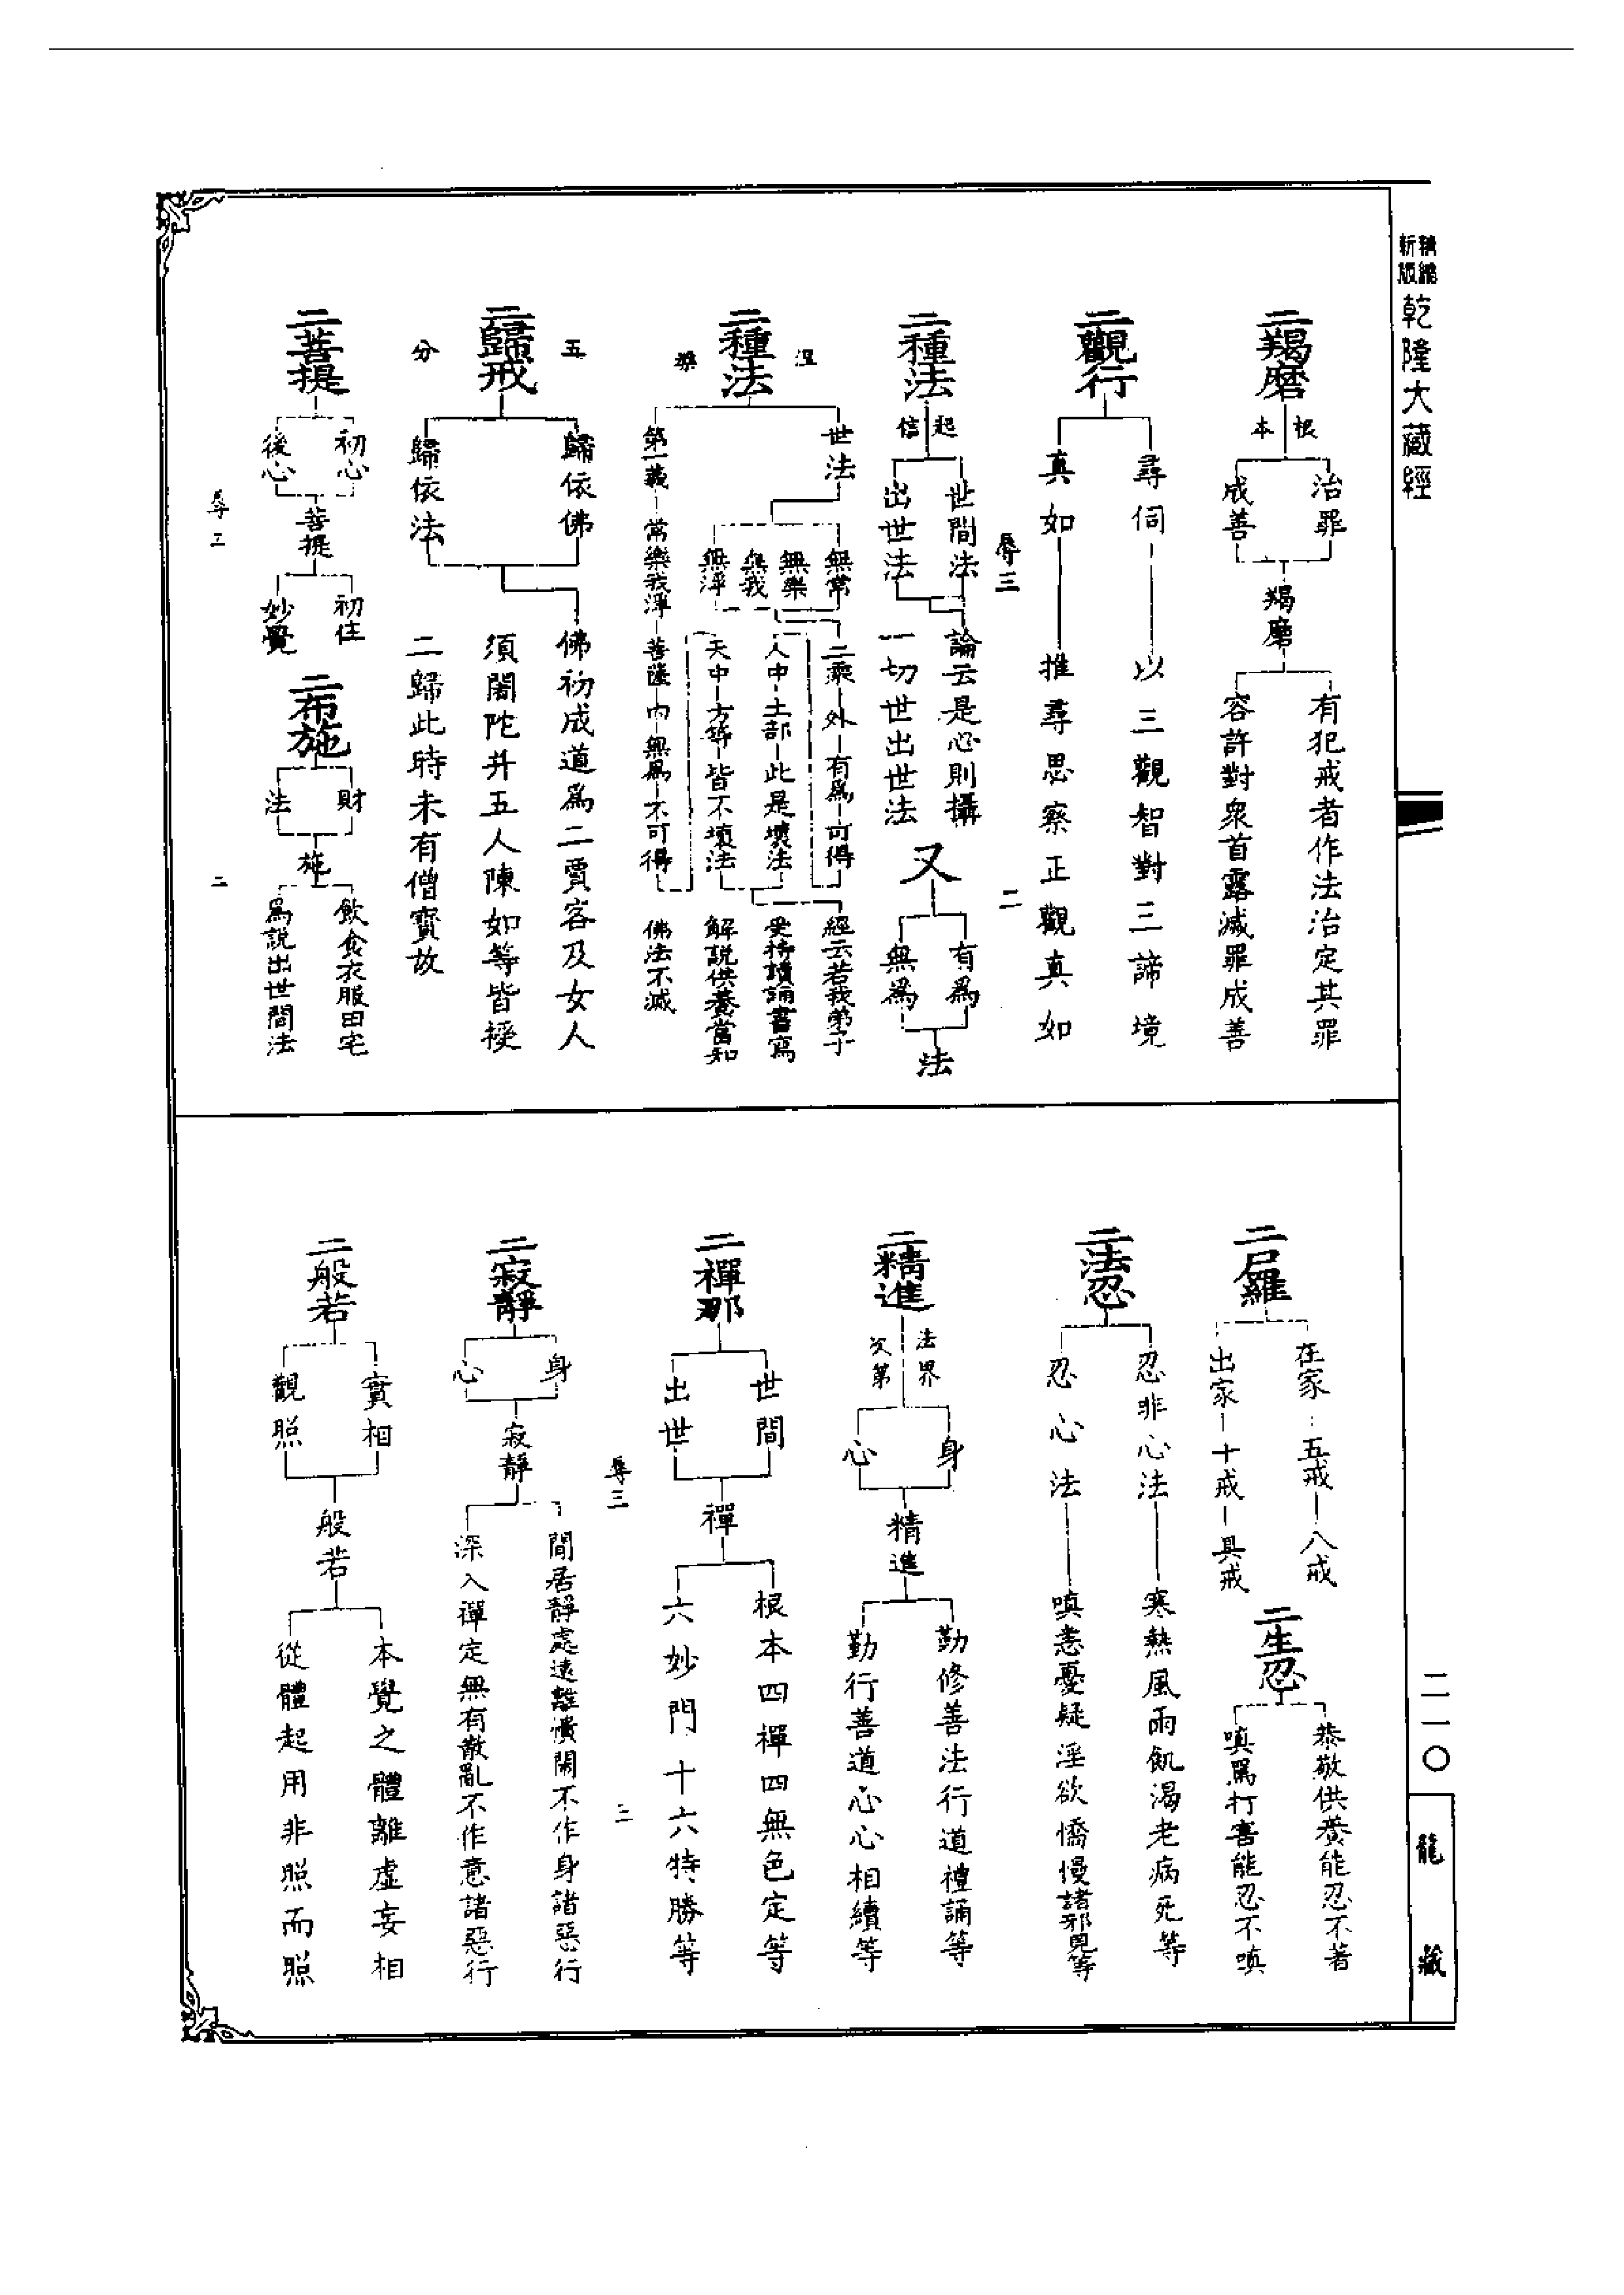 新版
精縮
乾隆大藏經
二羯磨
根本
治罪
成善
羯磨
有犯戒者作法治定其罪
容許對衆首露滅罪成善
二觀行
尋伺
以三觀智對三諦境
真如
推尋思察正觀真如
辱三
二
二種法
起信
世間法
出世法
論云是心則攝
一切世出世法
又
有爲
無爲
法
二種法
涅槃
世法
無常
無樂
無我
無淨
二乘
外
有爲
可得
人中
土部
此是壞法
天中
方等
皆不壞法
第一義
常樂我淨
菩薩
内
無爲
不可得
經云若我弟子
受持讀誦書寫
解説供養當知
佛法不滅
二歸戒
五分
歸依佛
歸依法
佛初成道爲二賈客及女人
須闍陀并五人陳如等皆授
二歸此時未有僧寳故
二菩提
初心
後心
菩提
初住
妙覺
二布施
財
法
施
飲食衣服田宅
爲説出世間法
二尸羅
在家
五戒
八戒
出家
十戒
具戒
二生忍
恭敬供養能忍不著
嗔罵打害能忍不嗔
二法忍
忍非心法
寒熱風雨飢渴老病死等
忍心法
嗔恚憂疑淫欲憍慢諸邪見等
二精進
法界
次第
身
心
精進
勤修善法行道禮誦等
勤行善道心心相續等
二禪那
世間
出世
禪
根本四禪四無色定等
六妙門十六特勝等
辱三
三
二寂靜
身
心
寂靜
閒居靜處遠離憒閙不作身諸惡行
深入禪定無有散亂不作意諸惡行
二般若
實相
觀照
般若
本覺之體離虛妄相
從體起用非照而照
二一〇
龍藏